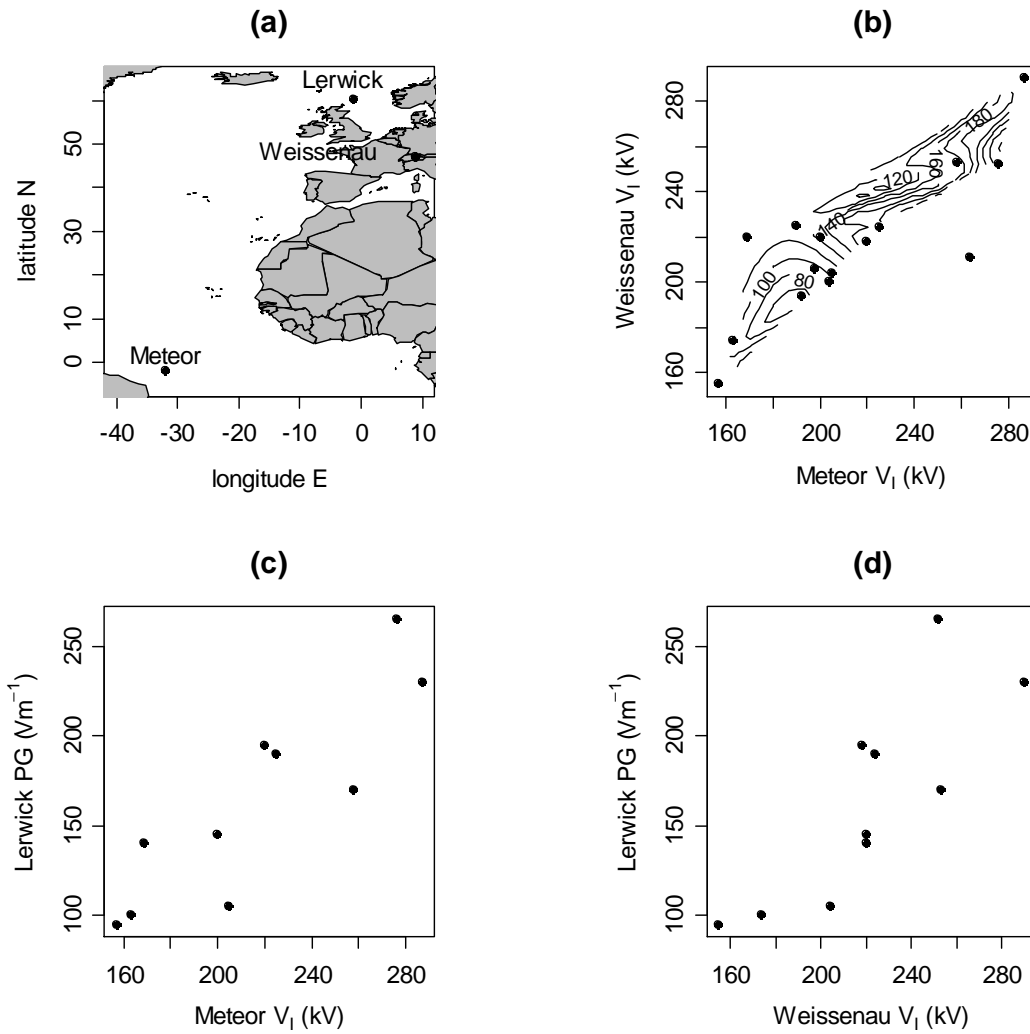 (a)
Lerwick
Weissenau
Meteor
latitude N
0 10 30 50
-40 -30 -20 -10 0 10
longitude E
(b)
180
160
120
140
100
80
Weissenau V_I (kV)
160 200 240 280
160 200 240 280
Meteor V_I (kV)
(c)
Lerwick PG (Vm⁻¹)
100 150 200 250
160 200 240 280
Meteor V_I (kV)
(d)
Lerwick PG (Vm⁻¹)
100 150 200 250
160 200 240 280
Weissenau V_I (kV)